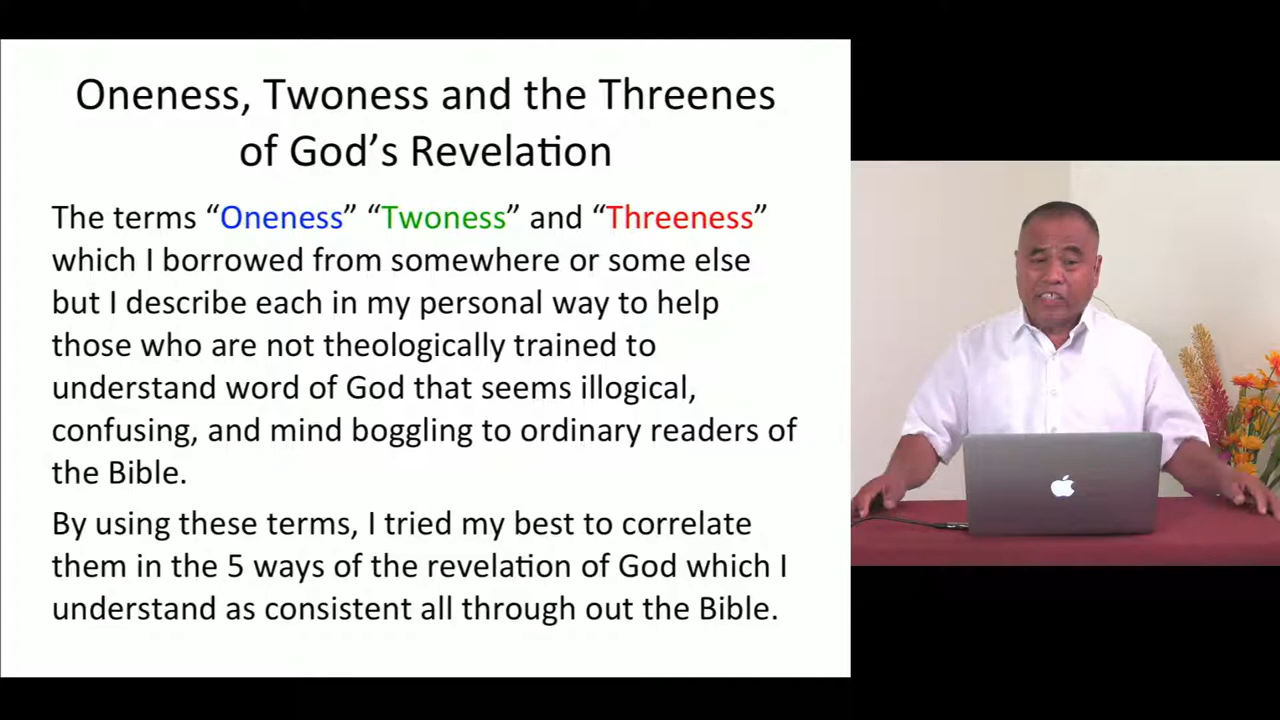 Oneness, Twoness and the Threenes
of God’s Revelation
The terms “Oneness” “Twoness” and “Threeness”
which I borrowed from somewhere or some else
but I describe each in my personal way to help
those who are not theologically trained to
understand word of God that seems illogical,
confusing, and mind boggling to ordinary readers of
the Bible.
By using these terms, I tried my best to correlate
them in the 5 ways of the revelation of God which I
understand as consistent all through out the Bible.